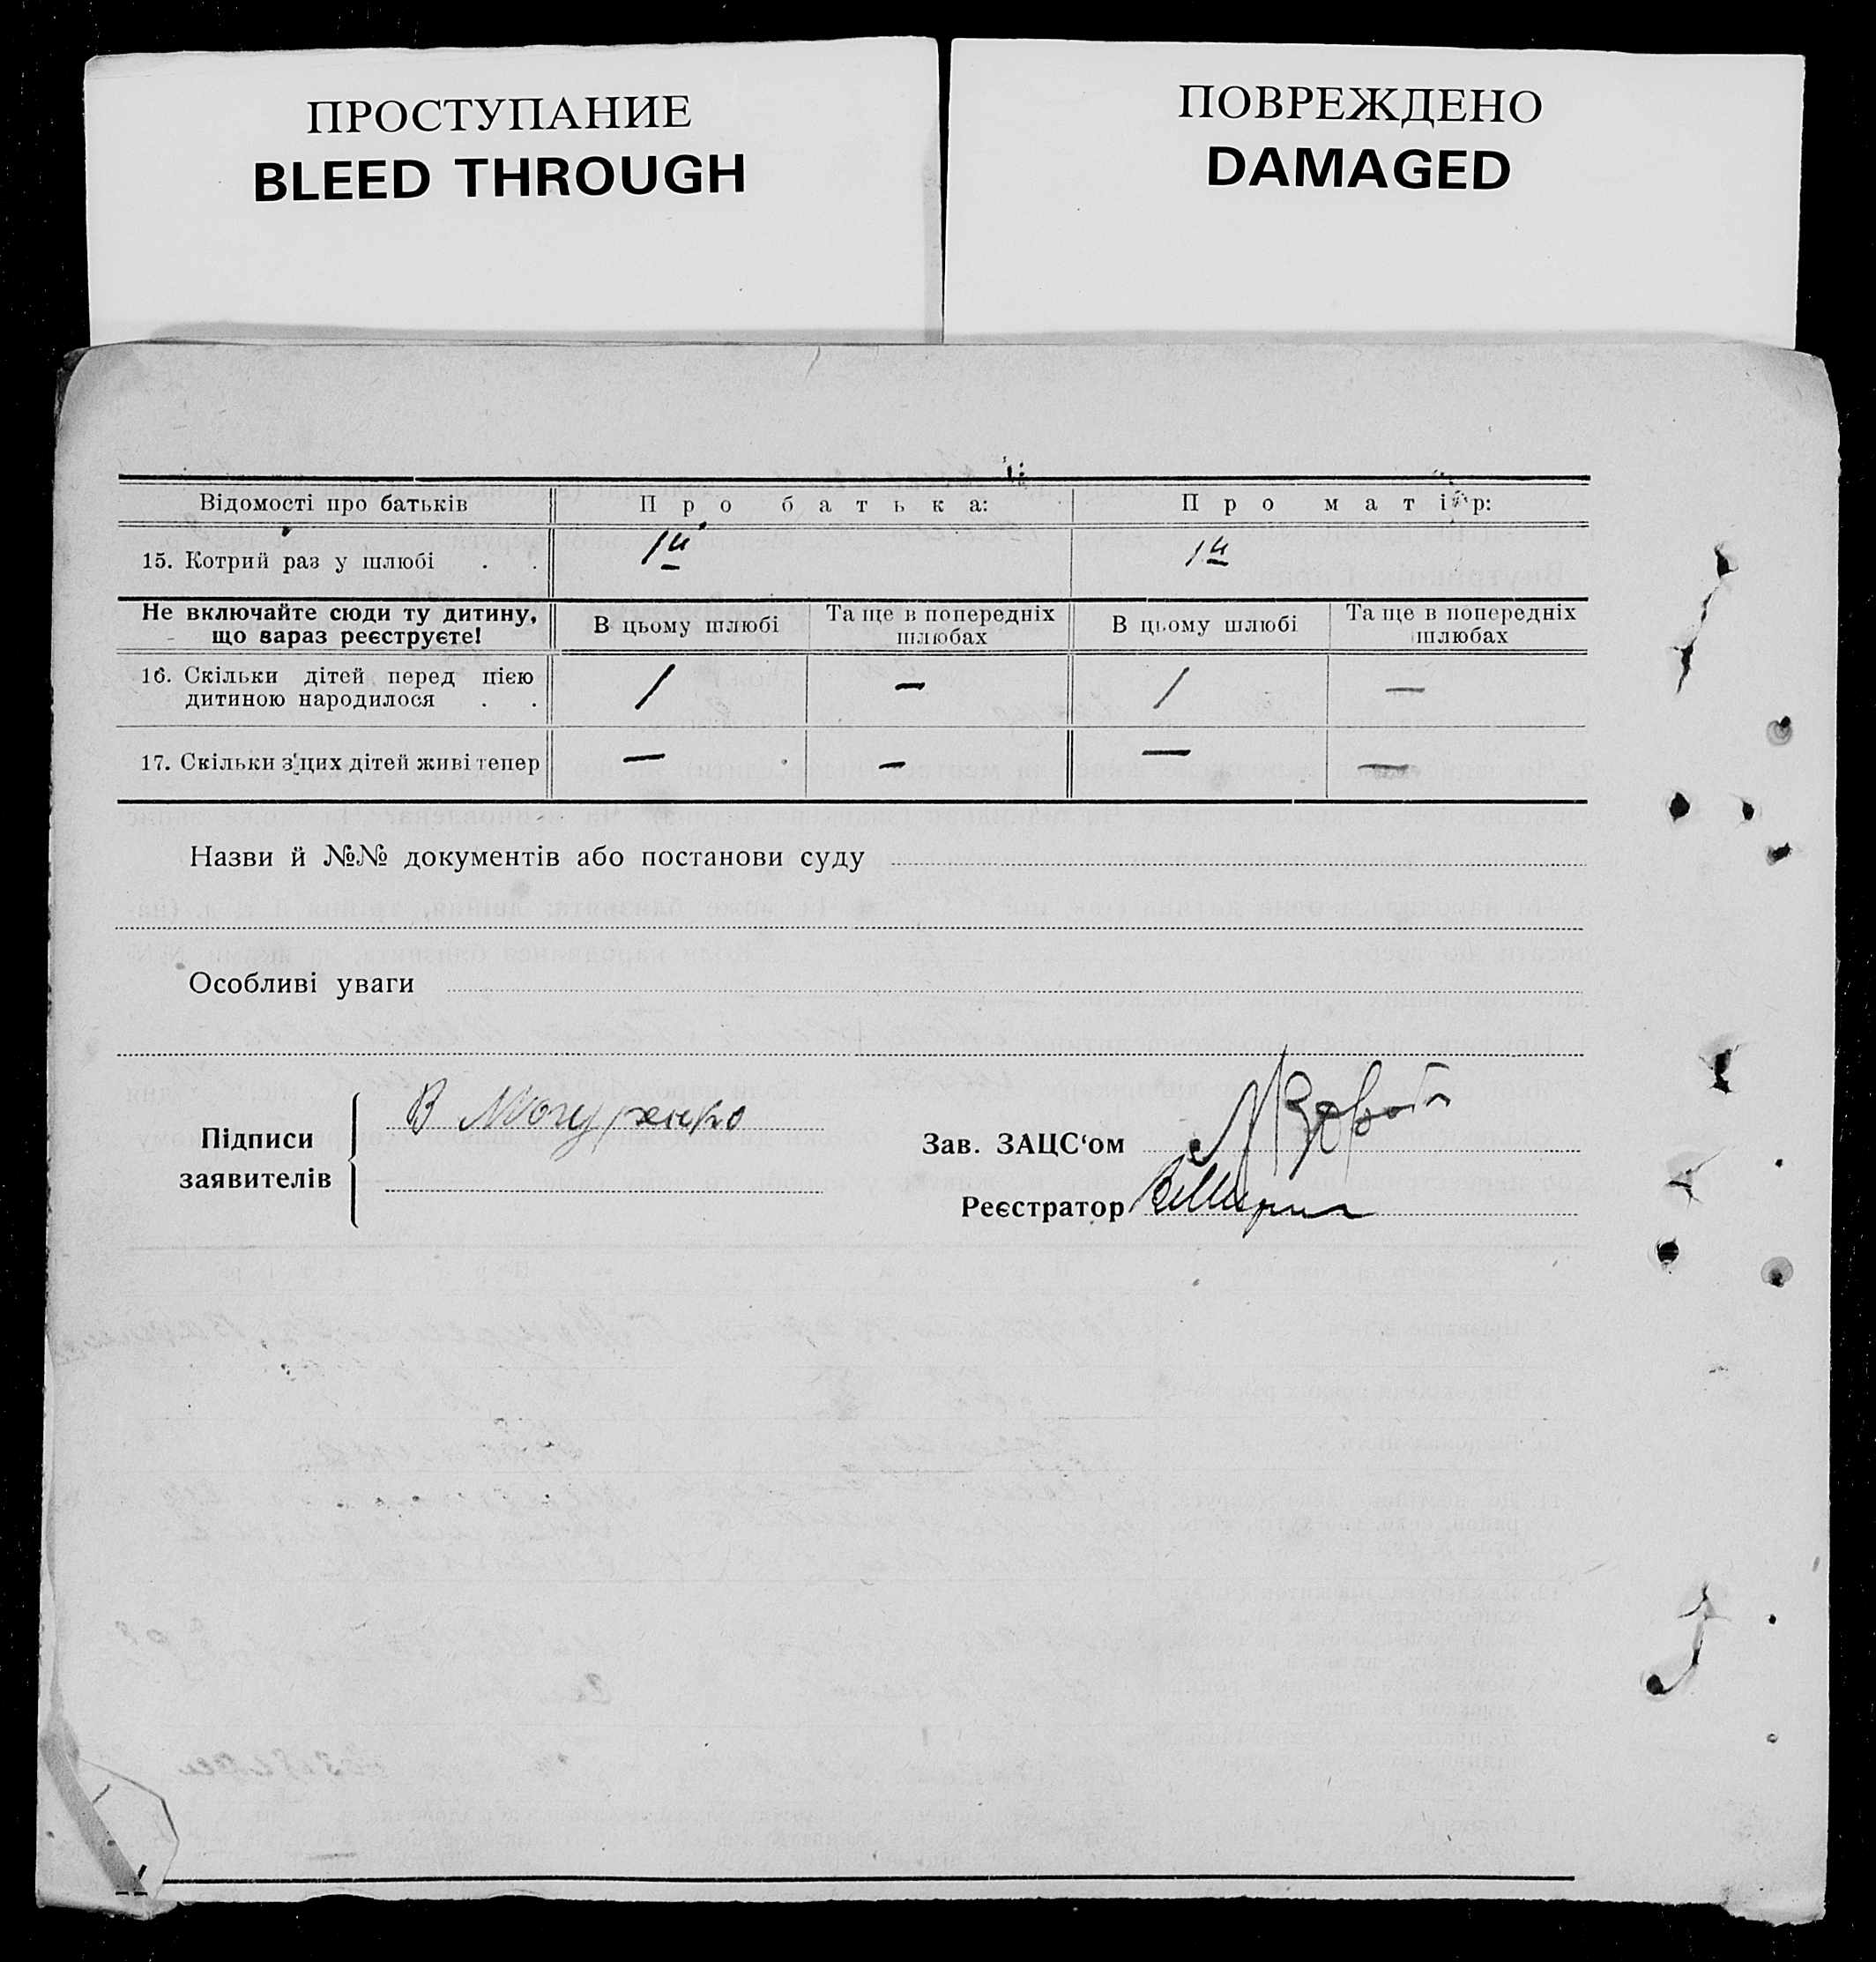 ПРОСТУПАНИЕ
BLEED THROUGH
ПОВРЕЖДЕНО
DAMAGED
Відомості про батьків Про батька: Про матір:
15. Котрий раз у шлюбі . . 1й 1й
Не включайте сюди ту дитину, що вараз реєструєте! В цьому шлюбі Та ще в попередніх шлюбах В цьому шлюбі Та ще в попередніх шлюбах
16. Скільки дітей перед цією дитиною народилося . . 1 — 1 —
17. Скільки з'цих дітей живі тепер — — — —
Назви й №№ документів або постанови суду
Особливі уваги
Підписи
заявителів
В
Зав. ЗАЦС‘ом
Реєстратор